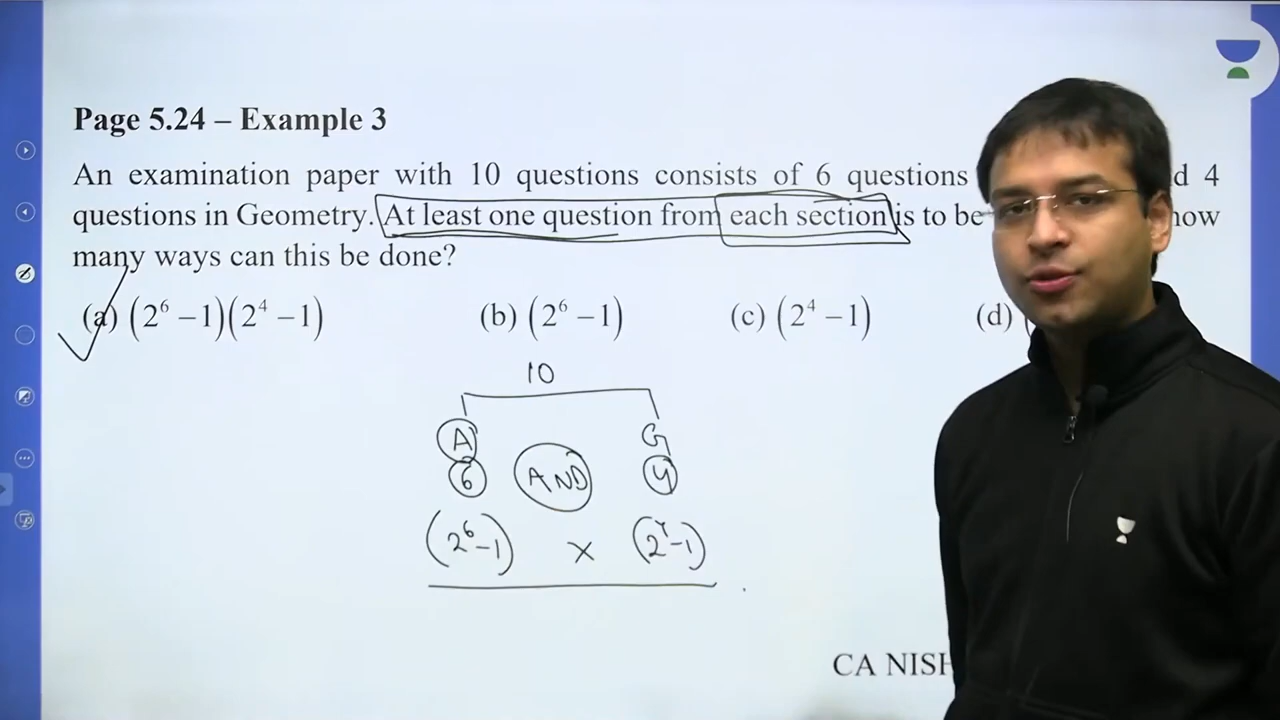 Page 5.24 – Example 3
An examination paper with 10 questions consists of 6 questions d 4
questions in Geometry. At least one question from each section is to be how
many ways can this be done?
(a) (2⁶ – 1)(2⁴ – 1) (b) (2⁶ – 1) (c) (2⁴ – 1) (d) (
10
A G
6 AND 4
(2⁶-1) × (2⁴-1)
CA NISH